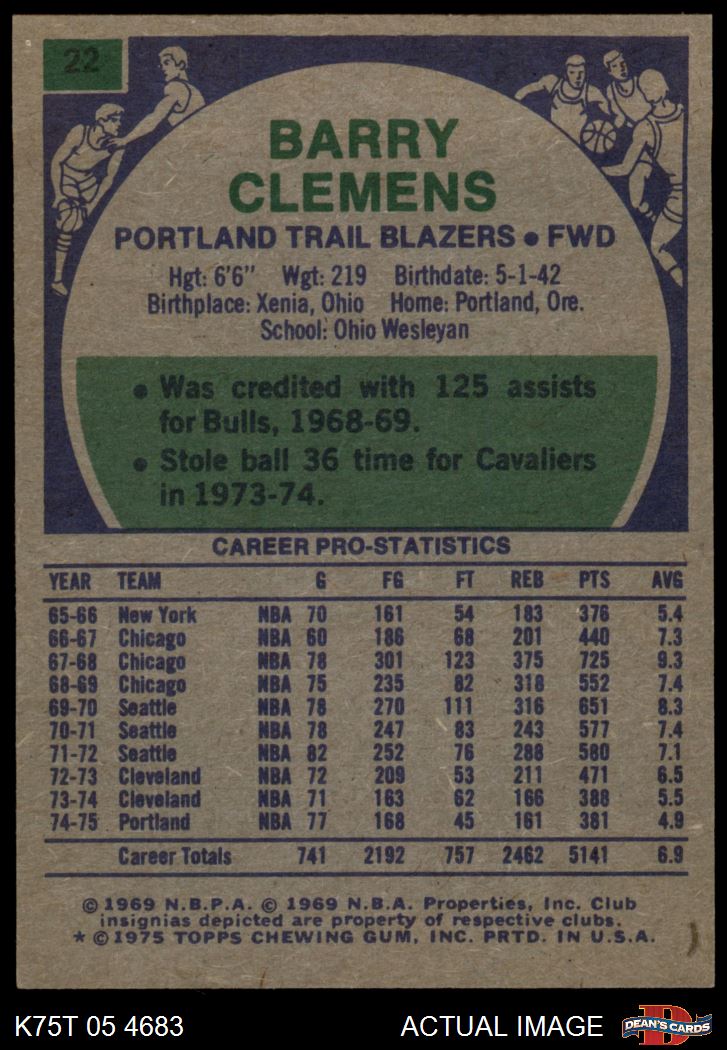 22
BARRY
CLEMENS
PORTLAND TRAIL BLAZERS • FWD
Hgt: 6'6" Wgt: 219 Birthdate: 5-1-42
Birthplace: Xenia, Ohio Home: Portland, Ore.
School: Ohio Wesleyan
• Was credited with 125 assists
for Bulls, 1968-69.
• Stole ball 36 time for Cavaliers
in 1973-74.
CAREER PRO-STATISTICS
YEAR TEAM G FG FT REB PTS AVG
65-66 New York NBA 70 161 54 183 376 5.4
66-67 Chicago NBA 60 186 68 201 440 7.3
67-68 Chicago NBA 78 301 123 375 725 9.3
68-69 Chicago NBA 75 235 82 318 552 7.4
69-70 Seattle NBA 78 270 111 316 651 8.3
70-71 Seattle NBA 78 247 83 243 577 7.4
71-72 Seattle NBA 82 252 76 288 580 7.1
72-73 Cleveland NBA 72 209 53 211 471 6.5
73-74 Cleveland NBA 71 163 62 166 388 5.5
74-75 Portland NBA 77 168 45 161 381 4.9
Career Totals 741 2192 757 2462 5141 6.9
© 1969 N.B.P.A. © 1969 N.B.A. Properties, Inc. Club
insignias depicted are property of respective clubs.
* © 1975 TOPPS CHEWING GUM, INC. PRTD. IN U.S.A.
K75T 05 4683 ACTUAL IMAGE
D
DEAN'S CARDS